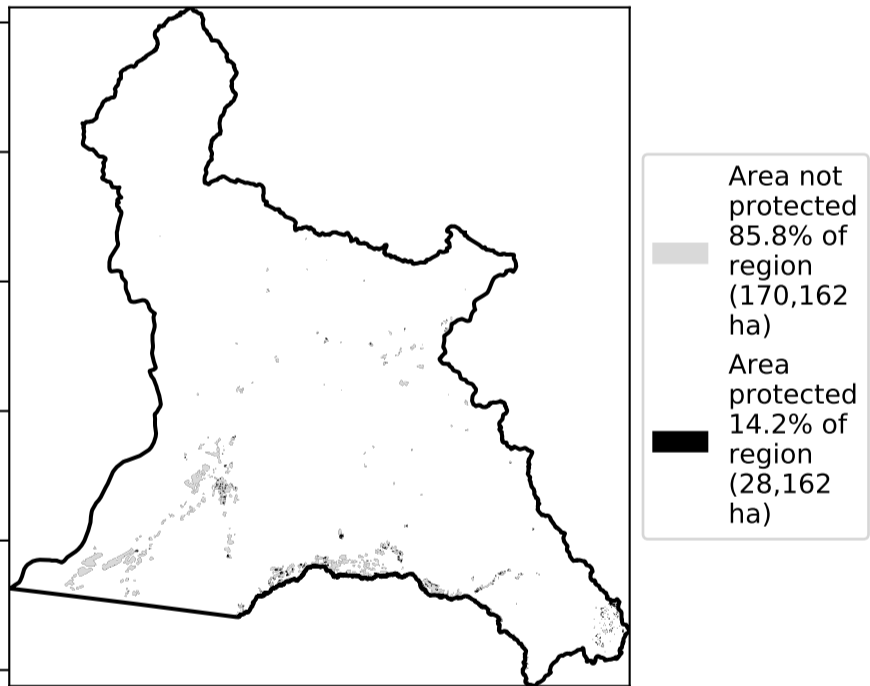 Area not
protected
85.8% of
region
(170,162
ha)
Area
protected
14.2% of
region
(28,162
ha)